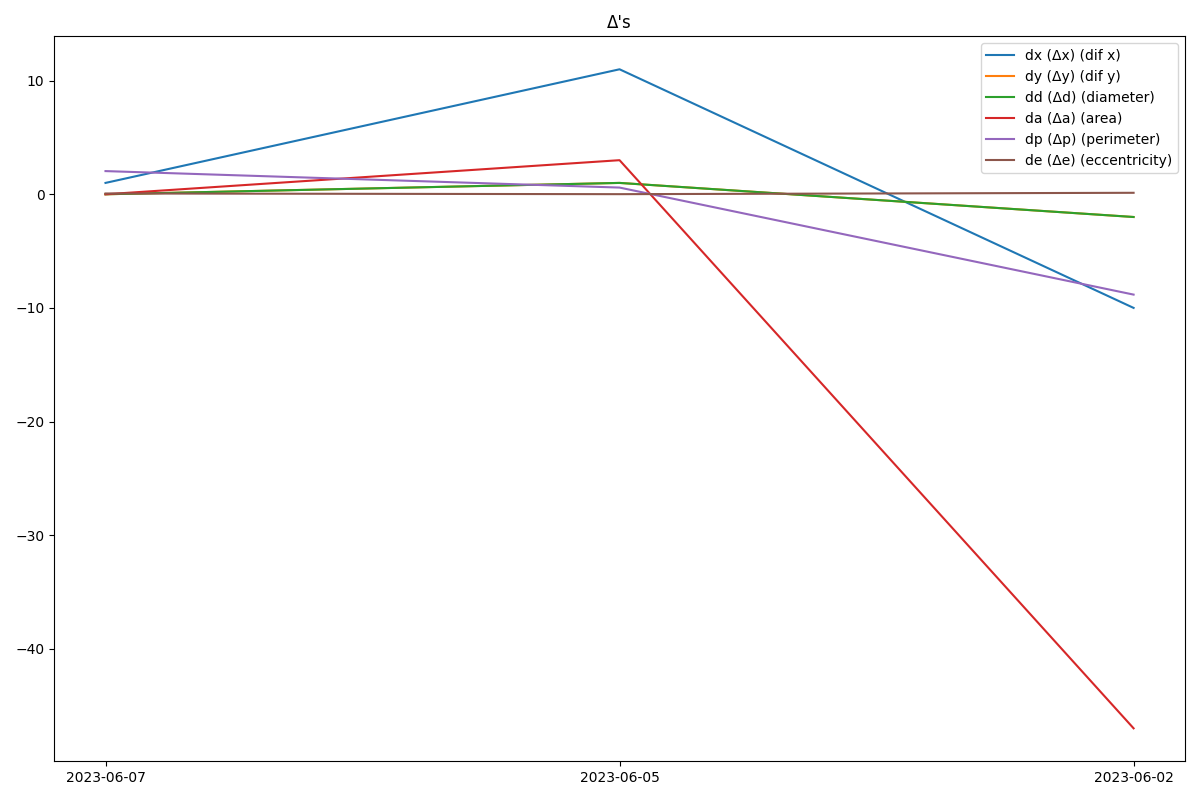 Δ's
dx (Δx) (dif x)
dy (Δy) (dif y)
dd (Δd) (diameter)
da (Δa) (area)
dp (Δp) (perimeter)
de (Δe) (eccentricity)
10
0
−10
−20
−30
−40
2023-06-07 2023-06-05 2023-06-02